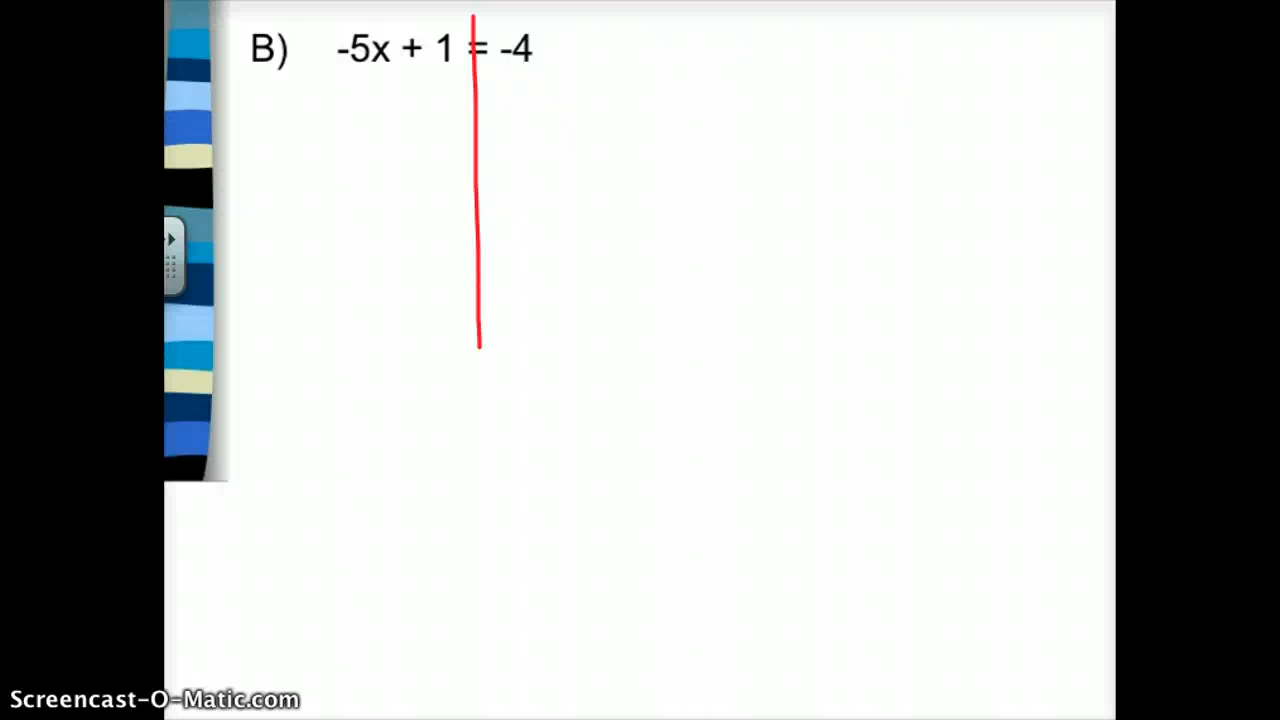 B) -5x + 1 = -4
Screencast-O-Matic.com